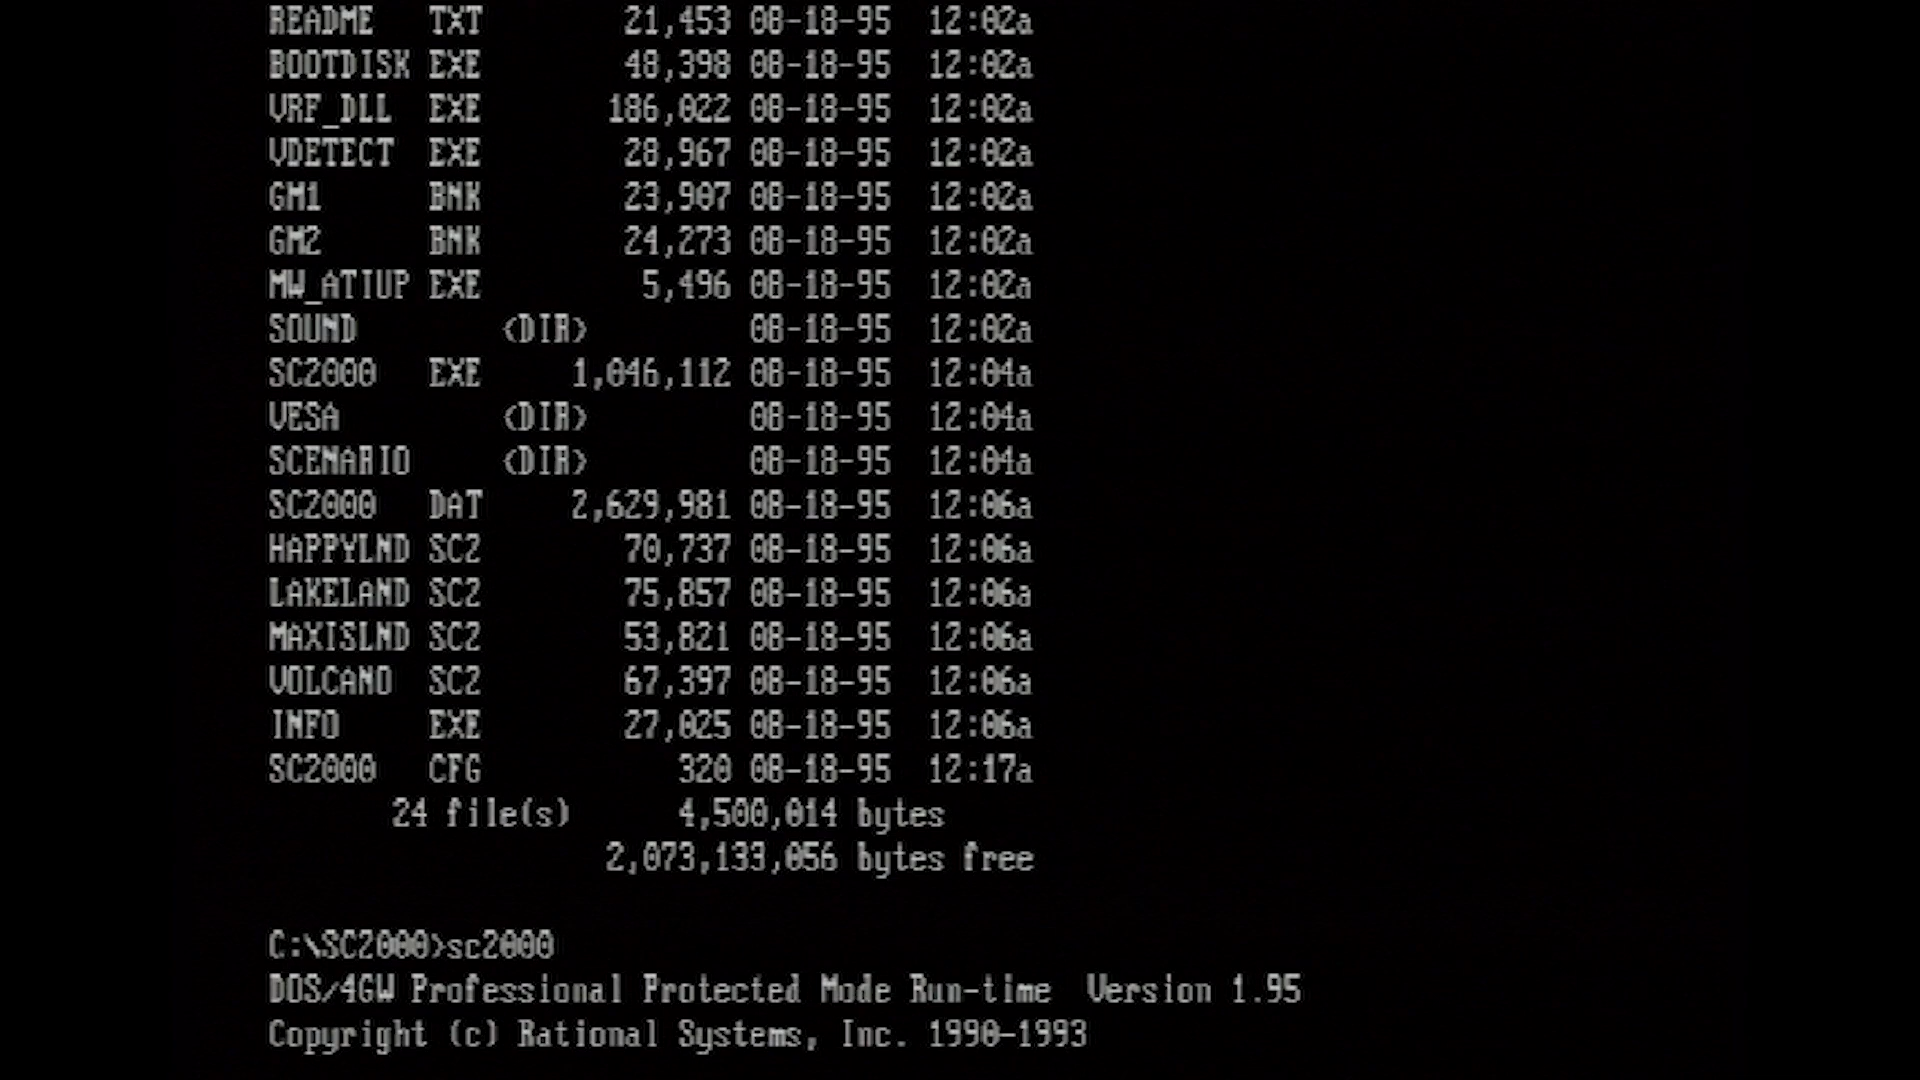 README   TXT        21,453 08-18-95  12:02a
BOOTDISK EXE        48,398 08-18-95  12:02a
VRF_DLL  EXE       186,022 08-18-95  12:02a
VDETECT  EXE        28,967 08-18-95  12:02a
GM1      BNK        23,907 08-18-95  12:02a
GM2      BNK        24,273 08-18-95  12:02a
MW_ATIUP EXE         5,496 08-18-95  12:02a
SOUND        <DIR>         08-18-95  12:02a
SC2000   EXE     1,046,112 08-18-95  12:04a
VESA         <DIR>         08-18-95  12:04a
SCENARIO     <DIR>         08-18-95  12:04a
SC2000   DAT     2,629,981 08-18-95  12:06a
HAPPYLND SC2        70,737 08-18-95  12:06a
LAKELAND SC2        75,857 08-18-95  12:06a
MAXISLND SC2        53,821 08-18-95  12:06a
VOLCANO  SC2        67,397 08-18-95  12:06a
INFO     EXE        27,025 08-18-95  12:06a
SC2000   CFG           320 08-18-95  12:17a
       24 file(s)      4,500,014 bytes
                   2,073,133,056 bytes free
C:\SC2000>sc2000
DOS/4GW Professional Protected Mode Run-time  Version 1.95
Copyright (c) Rational Systems, Inc. 1990-1993